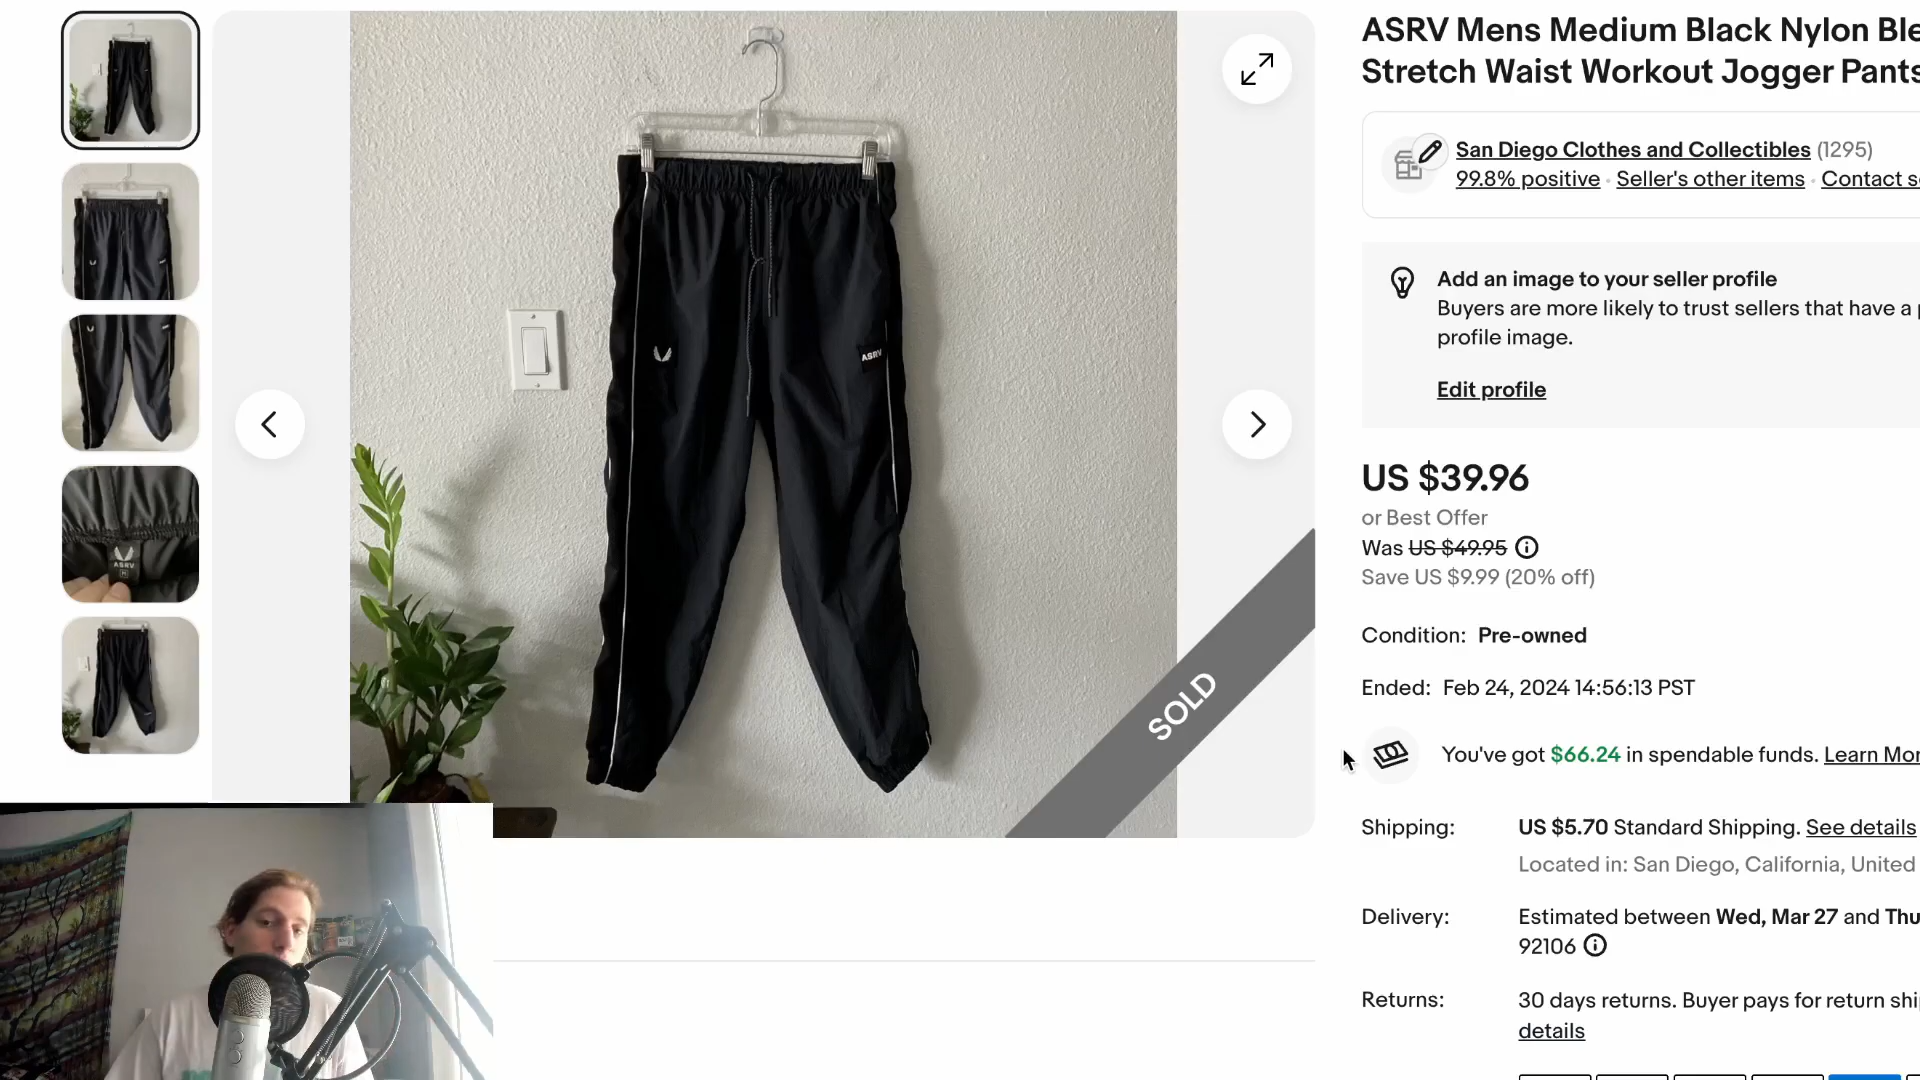 ASRV Mens Medium Black Nylon Ble
Stretch Waist Workout Jogger Pants
San Diego Clothes and Collectibles (1295)
99.8% positive · Seller's other items · Contact s
Add an image to your seller profile
Buyers are more likely to trust sellers that have a p
profile image.
Edit profile
ASRV
US $39.96
or Best Offer
Was US $49.95
Save US $9.99 (20% off)
Condition: Pre-owned
Ended: Feb 24, 2024 14:56:13 PST
SOLD
You've got $66.24 in spendable funds. Learn Mor
Shipping: US $5.70 Standard Shipping. See details
Located in: San Diego, California, United
Delivery: Estimated between Wed, Mar 27 and Thu
92106
Returns: 30 days returns. Buyer pays for return shi
details
ASRV
M